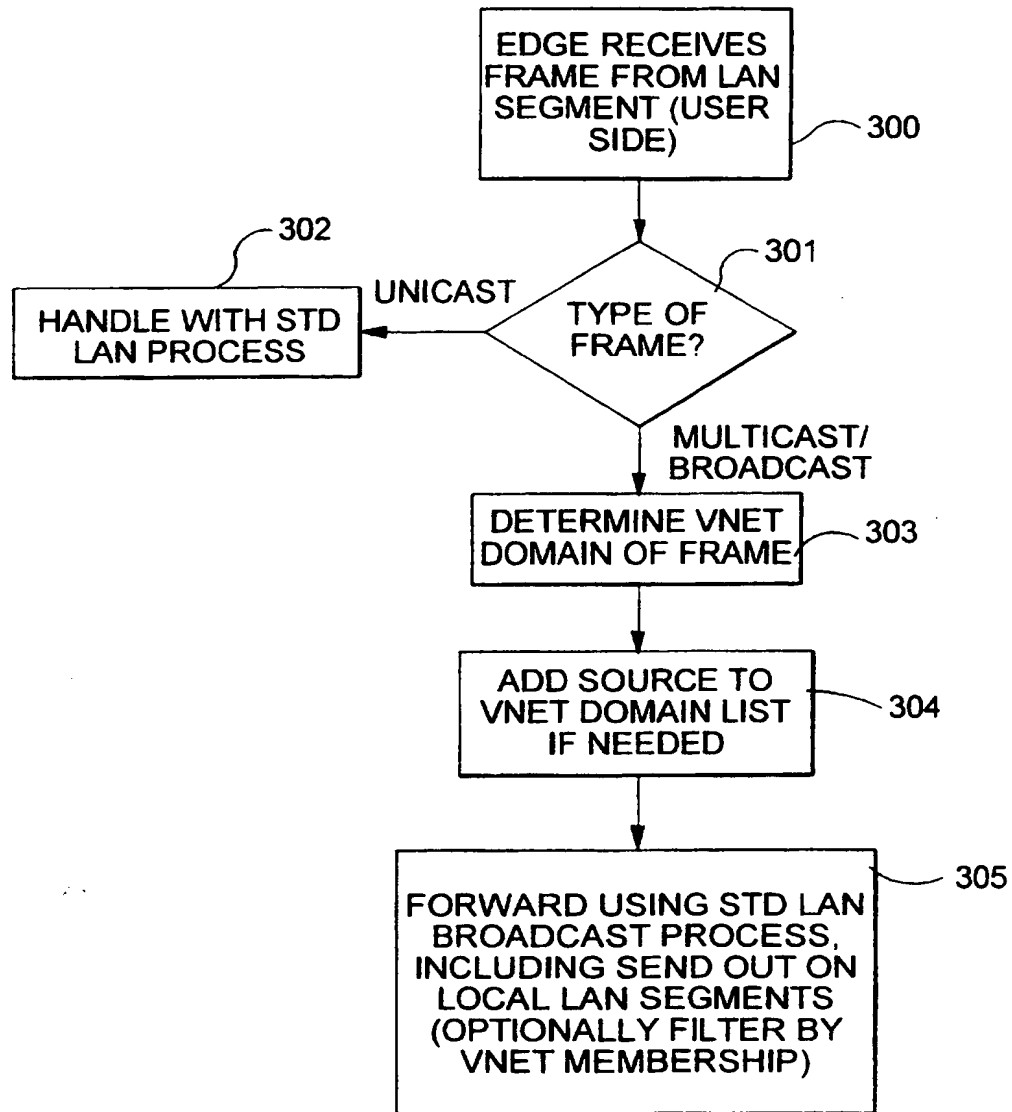 EDGE RECEIVES
FRAME FROM LAN
SEGMENT (USER
SIDE)
300
302
301
UNICAST
HANDLE WITH STD
LAN PROCESS
TYPE OF
FRAME?
MULTICAST/
BROADCAST
DETERMINE VNET
DOMAIN OF FRAME
303
ADD SOURCE TO
VNET DOMAIN LIST
IF NEEDED
304
305
FORWARD USING STD LAN
BROADCAST PROCESS,
INCLUDING SEND OUT ON
LOCAL LAN SEGMENTS
(OPTIONALLY FILTER BY
VNET MEMBERSHIP)